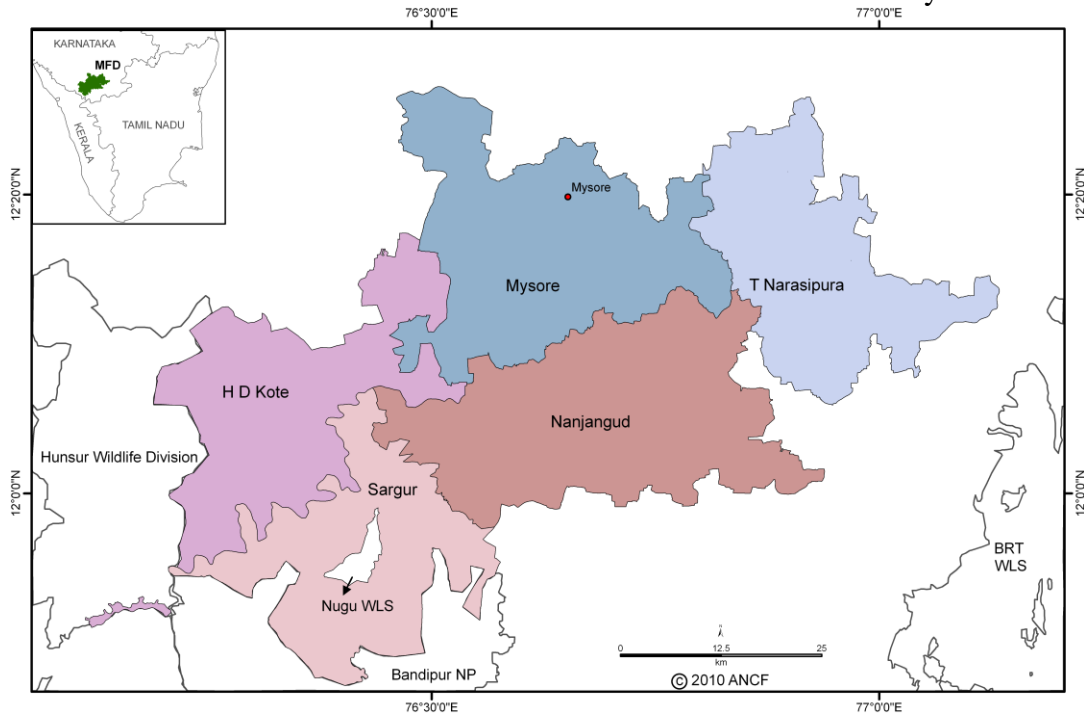 76°30'0"E
77°0'0"E
KARNATAKA
MFD
TAMIL NADU
KERALA
12°20'0"N
12°20'0"N
Mysore
Mysore
T Narasipura
H D Kote
Nanjangud
Hunsur Wildlife Division
Sargur
12°0'0"N
12°0'0"N
BRT
WLS
Nugu WLS
0
12.5
25
km
Bandipur NP
© 2010 ANCF
76°30'0"E
77°0'0"E